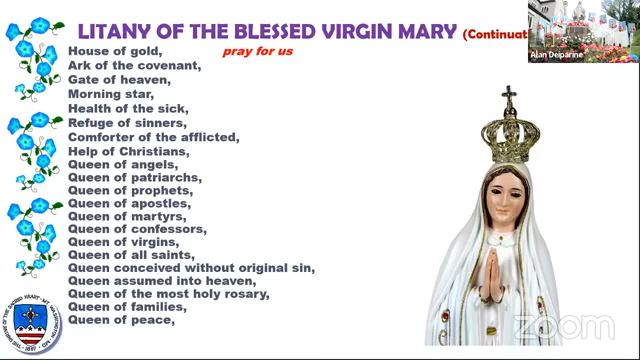 LITANY OF THE BLESSED VIRGIN MARY (Continuat
House of gold, pray for us
Ark of the covenant,
Gate of heaven,
Morning star,
Health of the sick,
Refuge of sinners,
Comforter of the afflicted,
Help of Christians,
Queen of angels,
Queen of patriarchs,
Queen of prophets,
Queen of apostles,
Queen of martyrs,
Queen of confessors,
Queen of virgins,
Queen of all saints,
Queen conceived without original sin,
Queen assumed into heaven,
Queen of the most holy rosary,
Queen of families,
Queen of peace,
Alan Deiparine
zoom